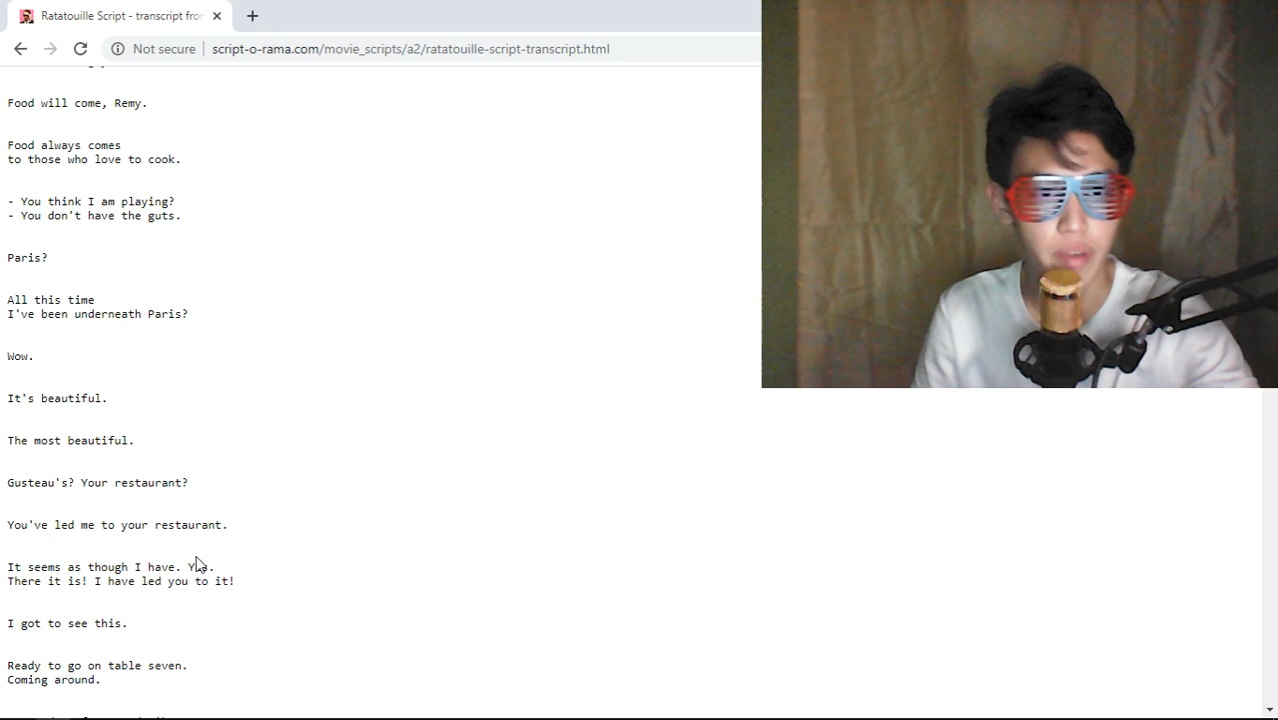 Ratatouille Script - transcript fro
Not secure
script-o-rama.com/movie_scripts/a2/ratatouille-script-transcript.html
Food will come, Remy.
Food always comes
to those who love to cook.
- You think I am playing?
- You don't have the guts.
Paris?
All this time
I've been underneath Paris?
Wow.
It's beautiful.
The most beautiful.
Gusteau's? Your restaurant?
You've led me to your restaurant.
It seems as though I have. Yes.
There it is! I have led you to it!
I got to see this.
Ready to go on table seven.
Coming around.